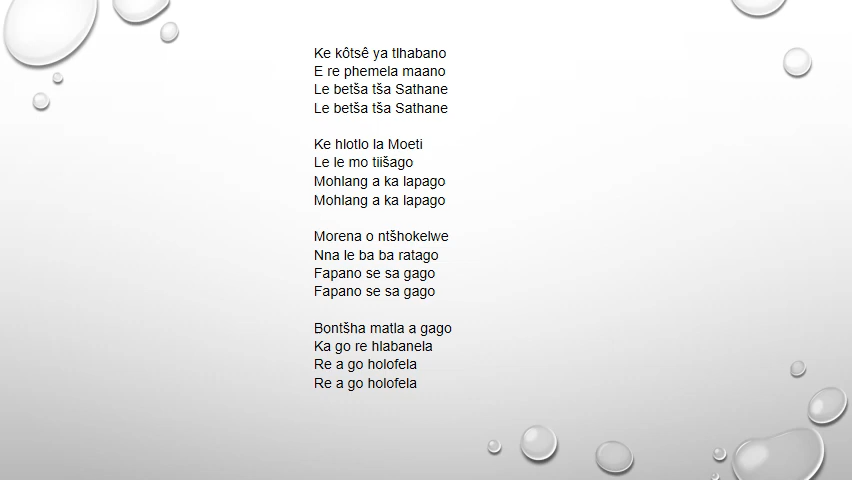 Ke kôtsê ya tlhabano
E re phemela maano
Le betša tša Sathane
Le betša tša Sathane
Ke hlotlo la Moeti
Le le mo tiišago
Mohlang a ka lapago
Mohlang a ka lapago
Morena o ntšhokelwe
Nna le ba ba ratago
Fapano se sa gago
Fapano se sa gago
Bontšha matla a gago
Ka go re hlabanela
Re a go holofela
Re a go holofela